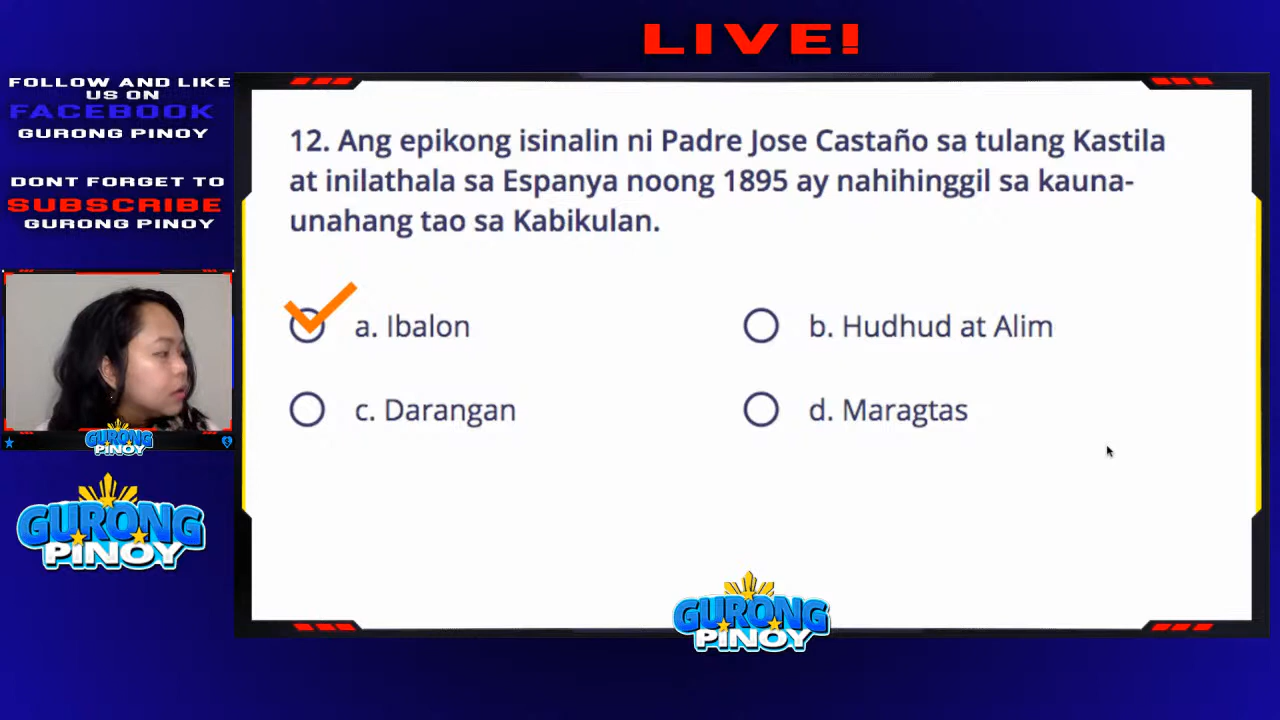 LIVE!
FOLLOW AND LIKE
US ON
FACEBOOK
GURONG PINOY
DONT FORGET TO
SUBSCRIBE
GURONG PINOY
12. Ang epikong isinalin ni Padre Jose Castaño sa tulang Kastila
at inilathala sa Espanya noong 1895 ay nahihinggil sa kauna-
unahang tao sa Kabikulan.
a. Ibalon
b. Hudhud at Alim
c. Darangan
d. Maragtas
GURONG
PINOY
GURONG
PINOY
GURONG
PINOY